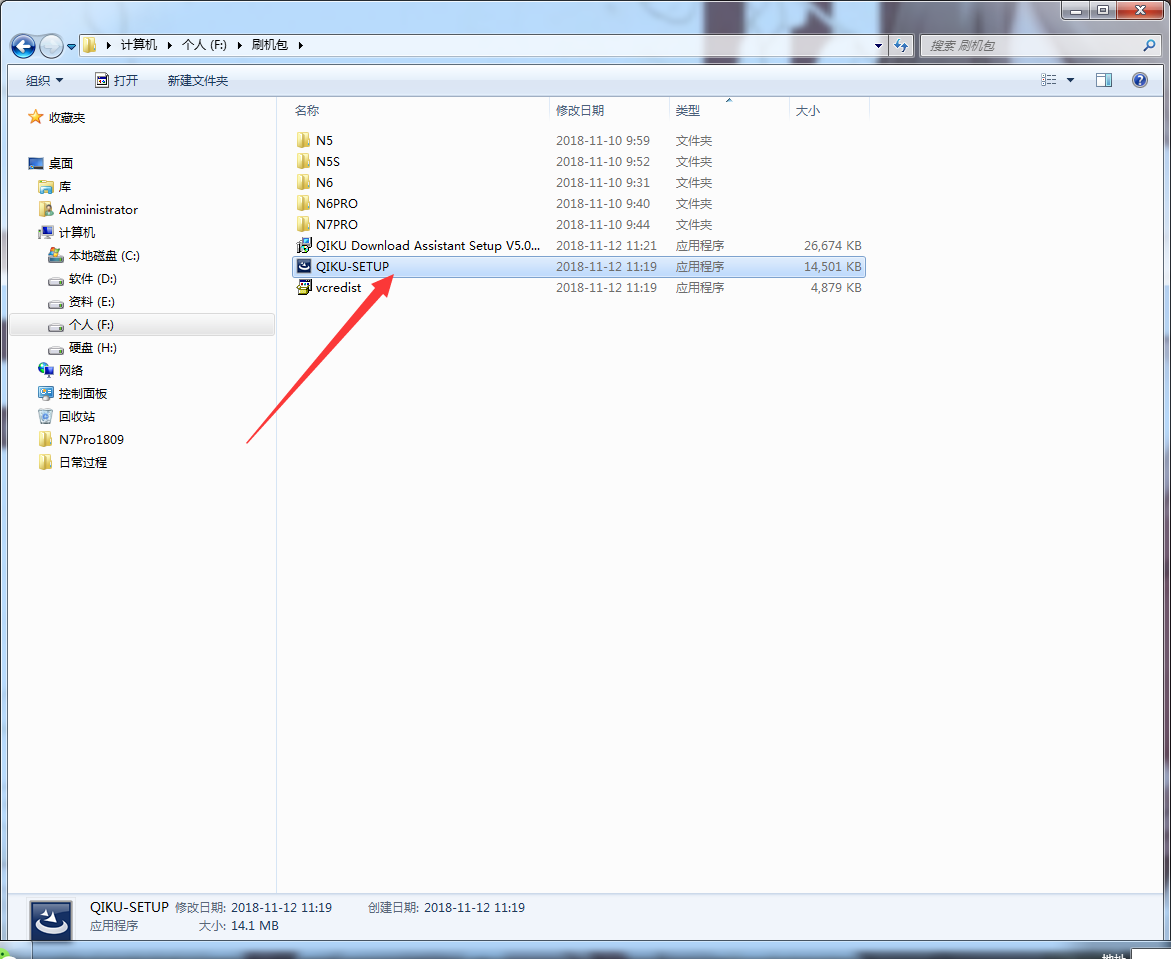 计算机 个人 (F:) 刷机包
搜索 刷机包
组织 打开 新建文件夹
名称 修改日期 类型 大小
收藏夹
桌面
库
Administrator
计算机
本地磁盘 (C:)
软件 (D:)
资料 (E:)
个人 (F:)
硬盘 (H:)
网络
控制面板
回收站
N7Pro1809
日常过程
N5 2018-11-10 9:59 文件夹
N5S 2018-11-10 9:52 文件夹
N6 2018-11-10 9:31 文件夹
N6PRO 2018-11-10 9:40 文件夹
N7PRO 2018-11-10 9:44 文件夹
QIKU Download Assistant Setup V5.0... 2018-11-12 11:21 应用程序 26,674 KB
QIKU-SETUP 2018-11-12 11:19 应用程序 14,501 KB
vcredist 2018-11-12 11:19 应用程序 4,879 KB
QIKU-SETUP 修改日期: 2018-11-12 11:19 创建日期: 2018-11-12 11:19
应用程序 大小: 14.1 MB